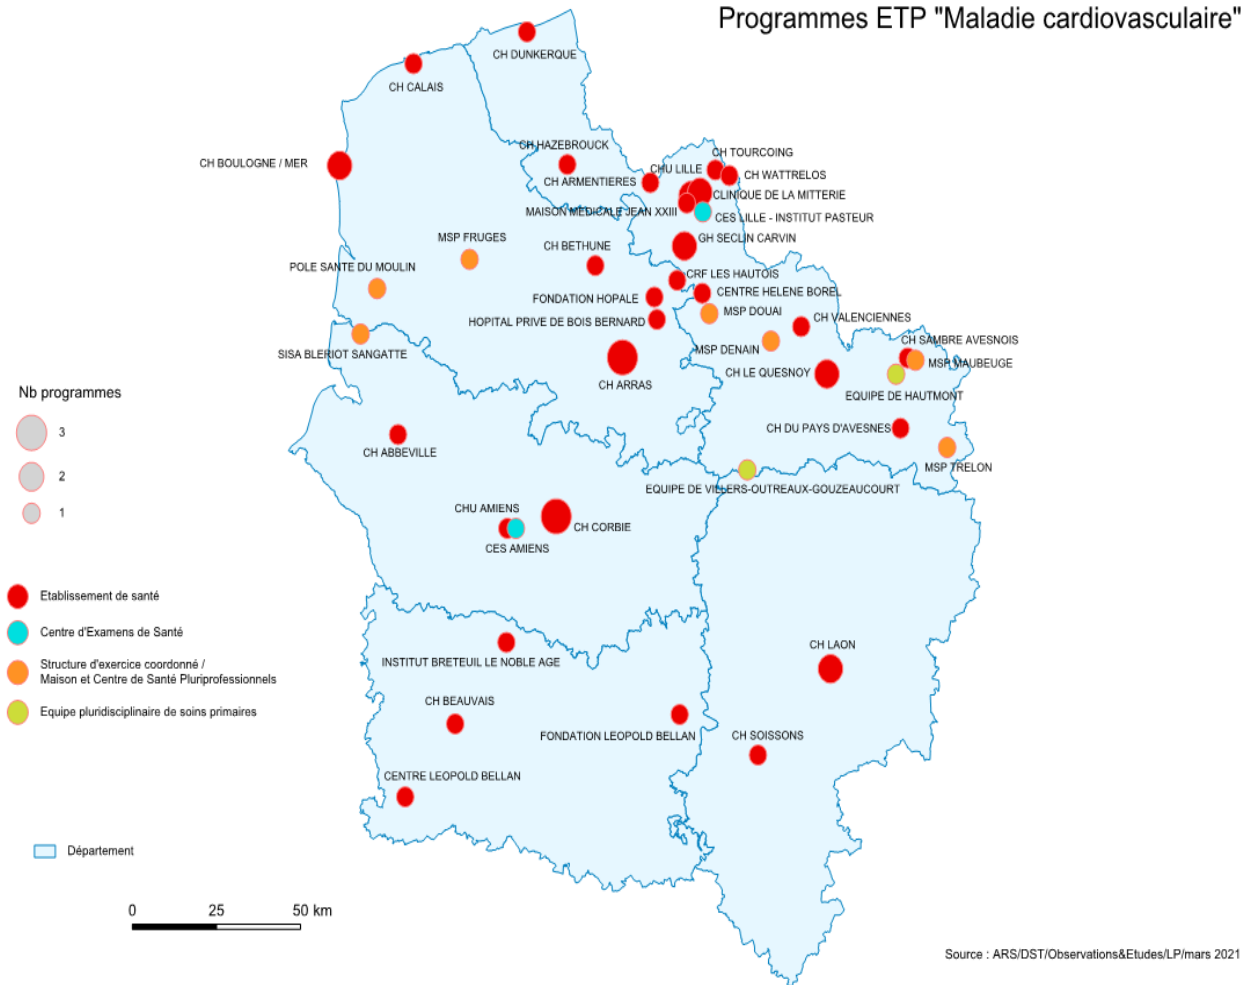 Programmes ETP "Maladie cardiovasculaire"
CH DUNKERQUE
CH CALAIS
CH HAZEBROUCK
CH TOURCOING
CH BOULOGNE / MER
CHU LILLE
CH WATTRELOS
CH ARMENTIERES
CLINIQUE DE LA MITTERIE
MAISON MEDICALE JEAN XXIII
CES LILLE - INSTITUT PASTEUR
MSP FRUGES
CH BETHUNE
GH SECLIN CARVIN
POLE SANTE DU MOULIN
CRF LES HAUTOIS
FONDATION HOPALE
CENTRE HELENE BOREL
HOPITAL PRIVE DE BOIS BERNARD
MSP DOUAI
CH VALENCIENNES
SISA BLERIOT SANGATTE
MSP DENAIN
CH SAMBRE AVESNOIS
MSP MAUBEUGE
CH ARRAS
CH LE QUESNOY
EQUIPE DE HAUTMONT
Nb programmes
3
2
1
CH ABBEVILLE
CH DU PAYS D'AVESNES
MSP TRELON
EQUIPE DE VILLERS-OUTREAUX-GOUZEAUCOURT
CHU AMIENS
CH CORBIE
CES AMIENS
Etablissement de santé
Centre d'Examens de Santé
Structure d'exercice coordonné /
Maison et Centre de Santé Pluriprofessionnels
Equipe pluridisciplinaire de soins primaires
INSTITUT BRETEUIL LE NOBLE AGE
CH LAON
CH BEAUVAIS
FONDATION LEOPOLD BELLAN
CH SOISSONS
CENTRE LEOPOLD BELLAN
Département
0 25 50 km
Source : ARS/DST/Observations&Etudes/LP/mars 2021